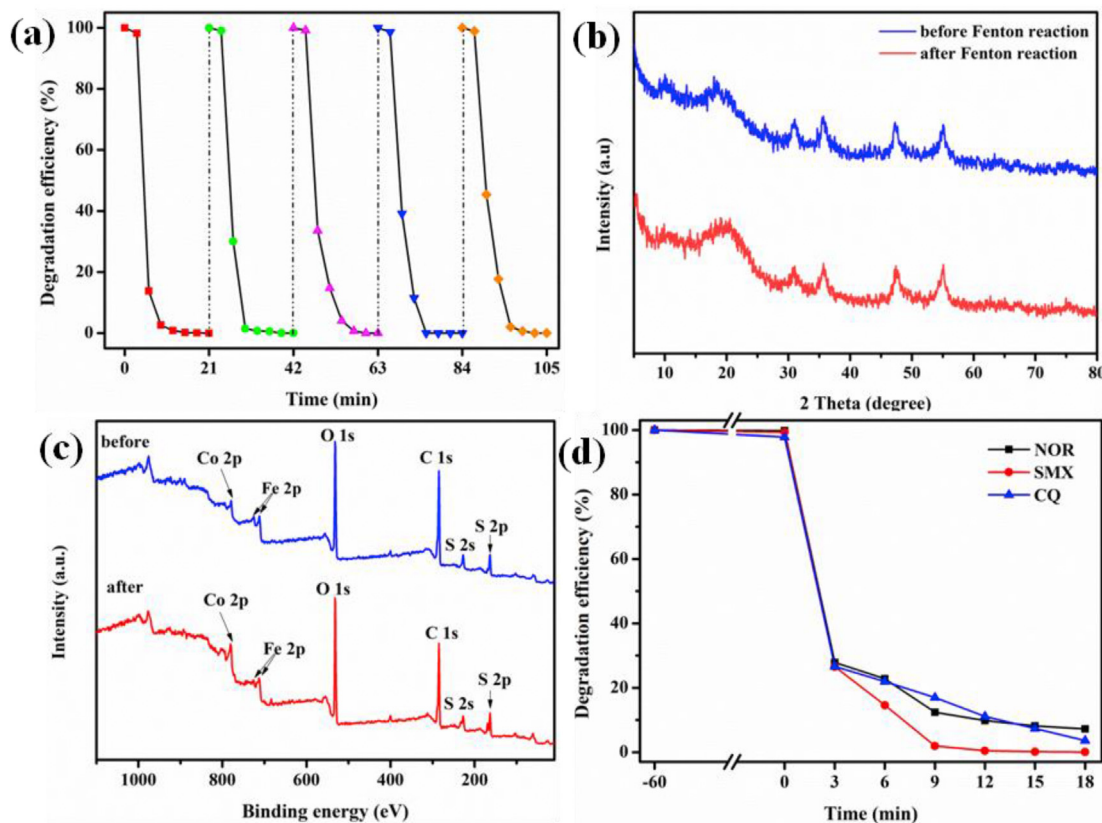 (a)
100
80
60
40
20
0
Degradation efficiency (%)
0 21 42 63 84 105
Time (min)
(b)
before Fenton reaction
after Fenton reaction
Intensity (a.u)
10 20 30 40 50 60 70 80
2 Theta (degree)
(c)
before
Co 2p
Fe 2p
O 1s
C 1s
S 2s
S 2p
after
Co 2p
Fe 2p
O 1s
C 1s
S 2s
S 2p
Intensity (a.u.)
1000 800 600 400 200
Binding energy (eV)
(d)
NOR
SMX
CQ
100
80
60
40
20
0
Degradation efficiency (%)
-60 0 3 6 9 12 15 18
Time (min)